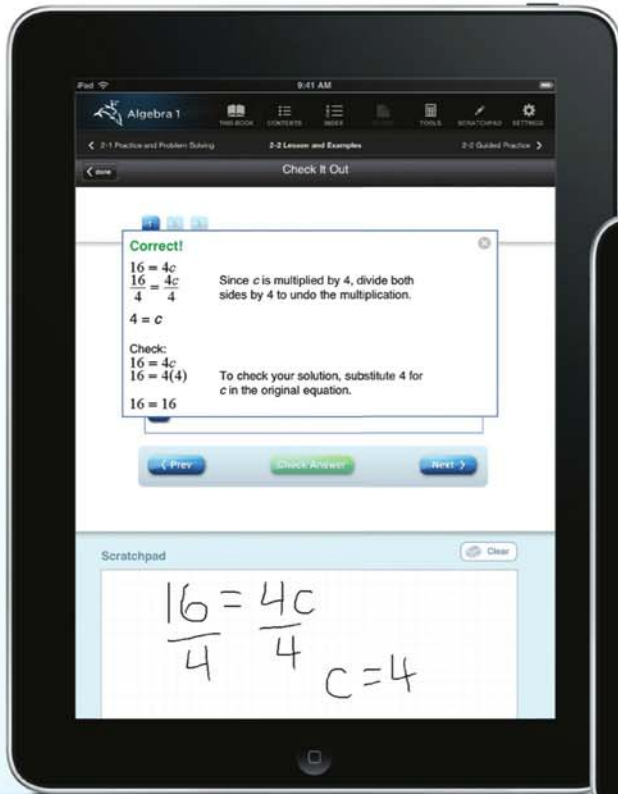 iPad 9:41 AM
Algebra 1
THIS BOOK CONTENTS INDEX TOOLS SCRATCHPAD SETTINGS
2-1 Practice and Problem Solving 2-2 Lesson and Examples 2-2 Guided Practice
done Check It Out
1 2 3
Correct!
16 = 4c
16/4 = 4c/4 Since c is multiplied by 4, divide both
sides by 4 to undo the multiplication.
4 = c
Check:
16 = 4c
16 = 4(4) To check your solution, substitute 4 for
c in the original equation.
16 = 16
Prev Check Answer Next
Scratchpad Clear
16/4 = 4c/4
c=4